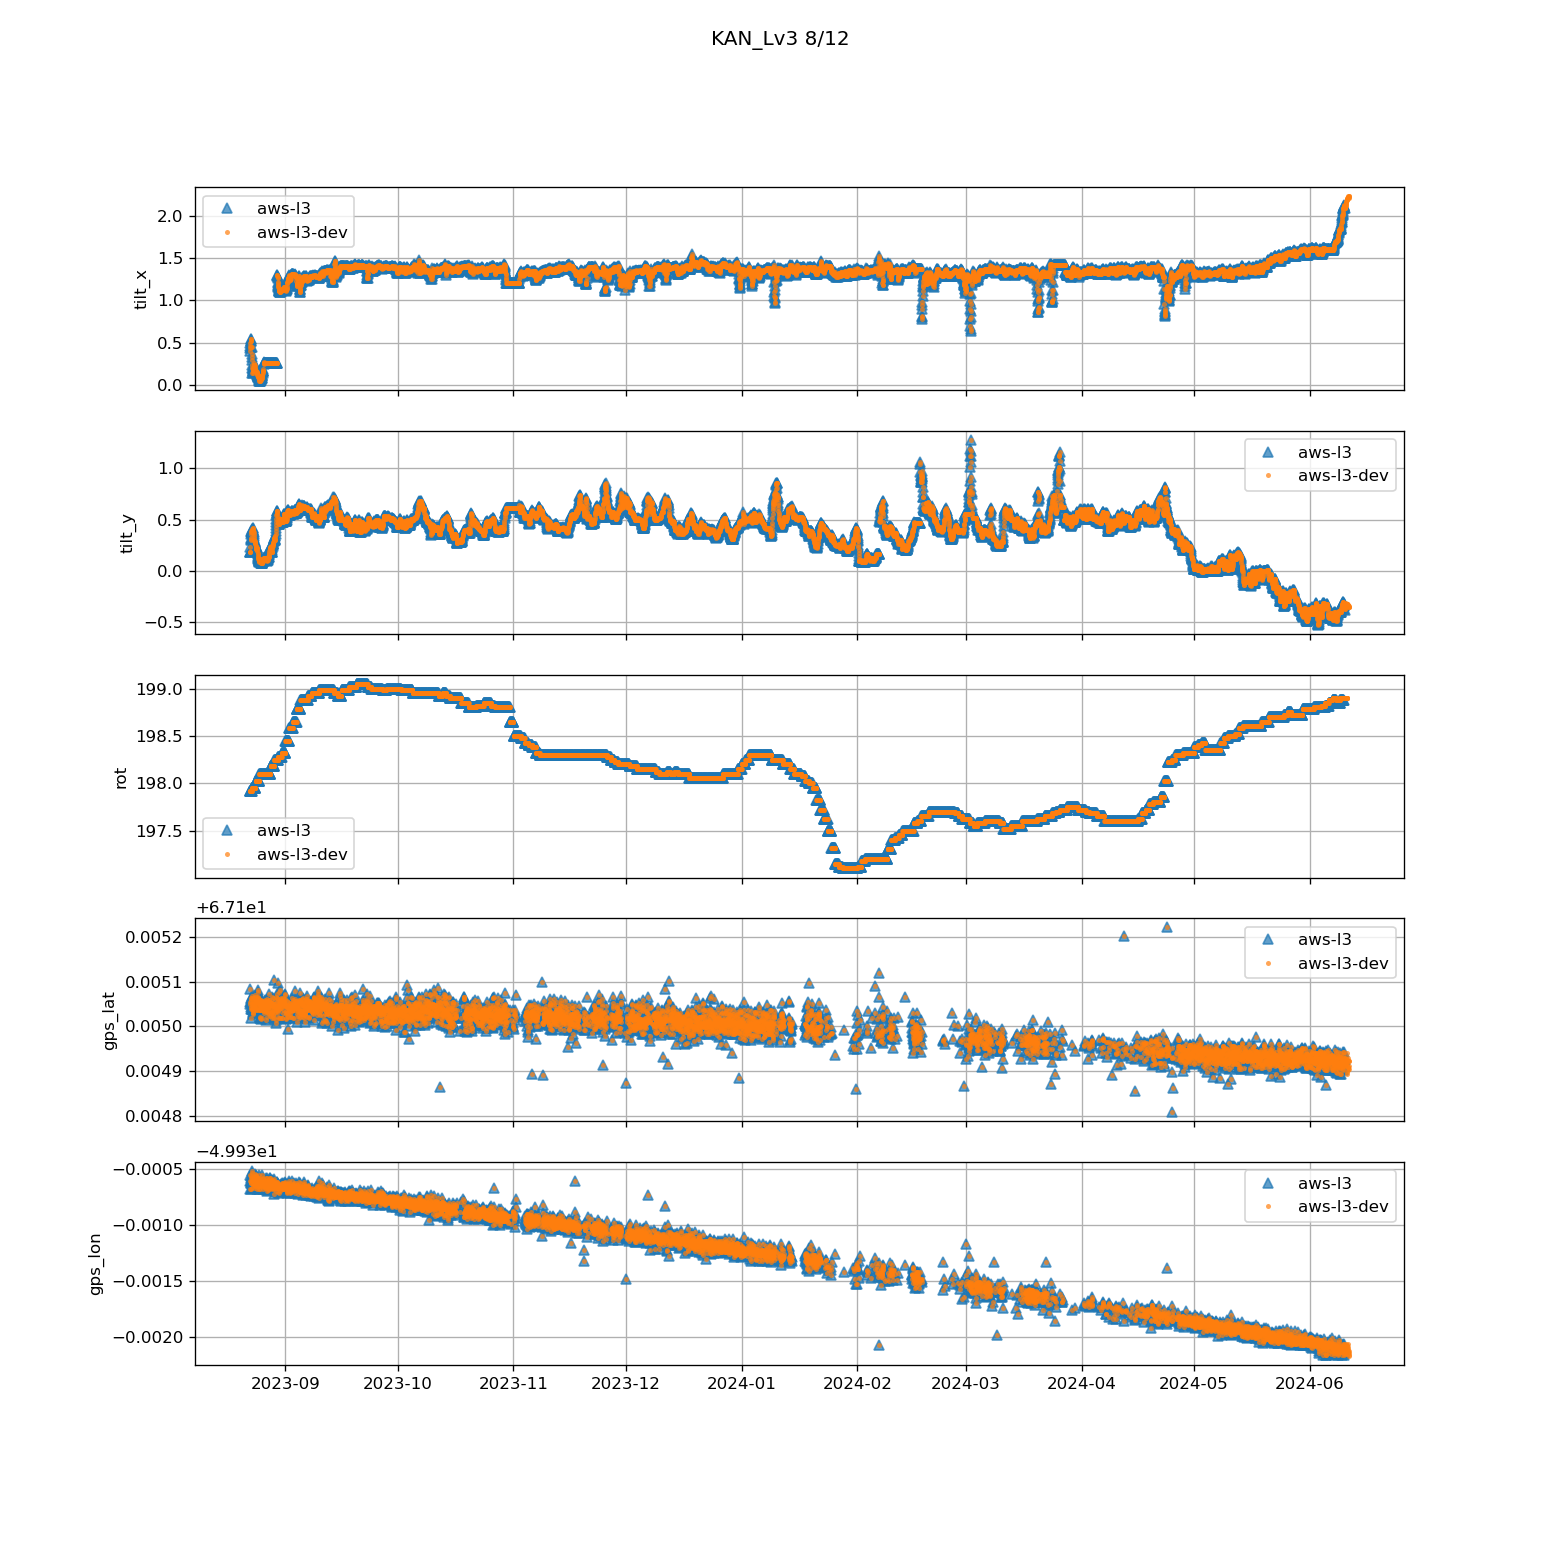 KAN_Lv3 8/12
aws-l3
aws-l3-dev
tilt_x
2.0
1.5
1.0
0.5
0.0
aws-l3
aws-l3-dev
tilt_y
1.0
0.5
0.0
−0.5
aws-l3
aws-l3-dev
rot
199.0
198.5
198.0
197.5
+6.71e1
aws-l3
aws-l3-dev
gps_lat
0.0052
0.0051
0.0050
0.0049
0.0048
−4.993e1
aws-l3
aws-l3-dev
gps_lon
−0.0005
−0.0010
−0.0015
−0.0020
2023-09 2023-10 2023-11 2023-12 2024-01 2024-02 2024-03 2024-04 2024-05 2024-06